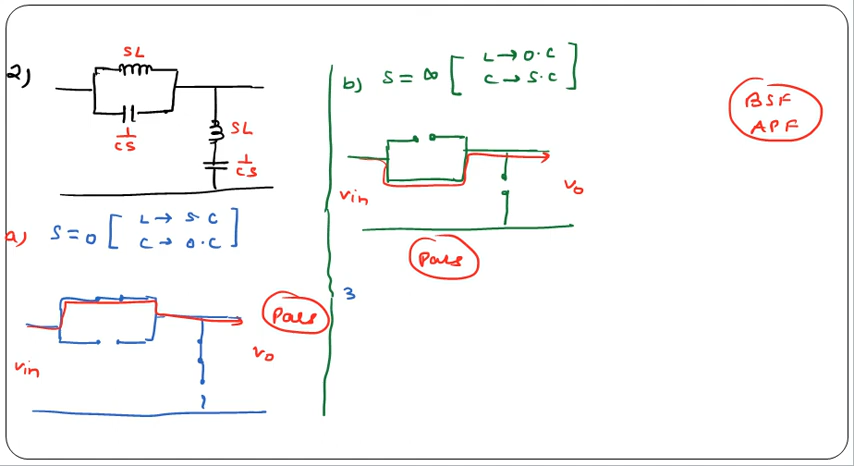 2)
SL
1/CS
SL
1/CS
a) S=0 [ L → S.C
C → O.C ]
Vin
Pass
Vo
b) S = ∞ [ L → O.C
C → S.C ]
Vin
Vo
Pass
3
BSF
APF